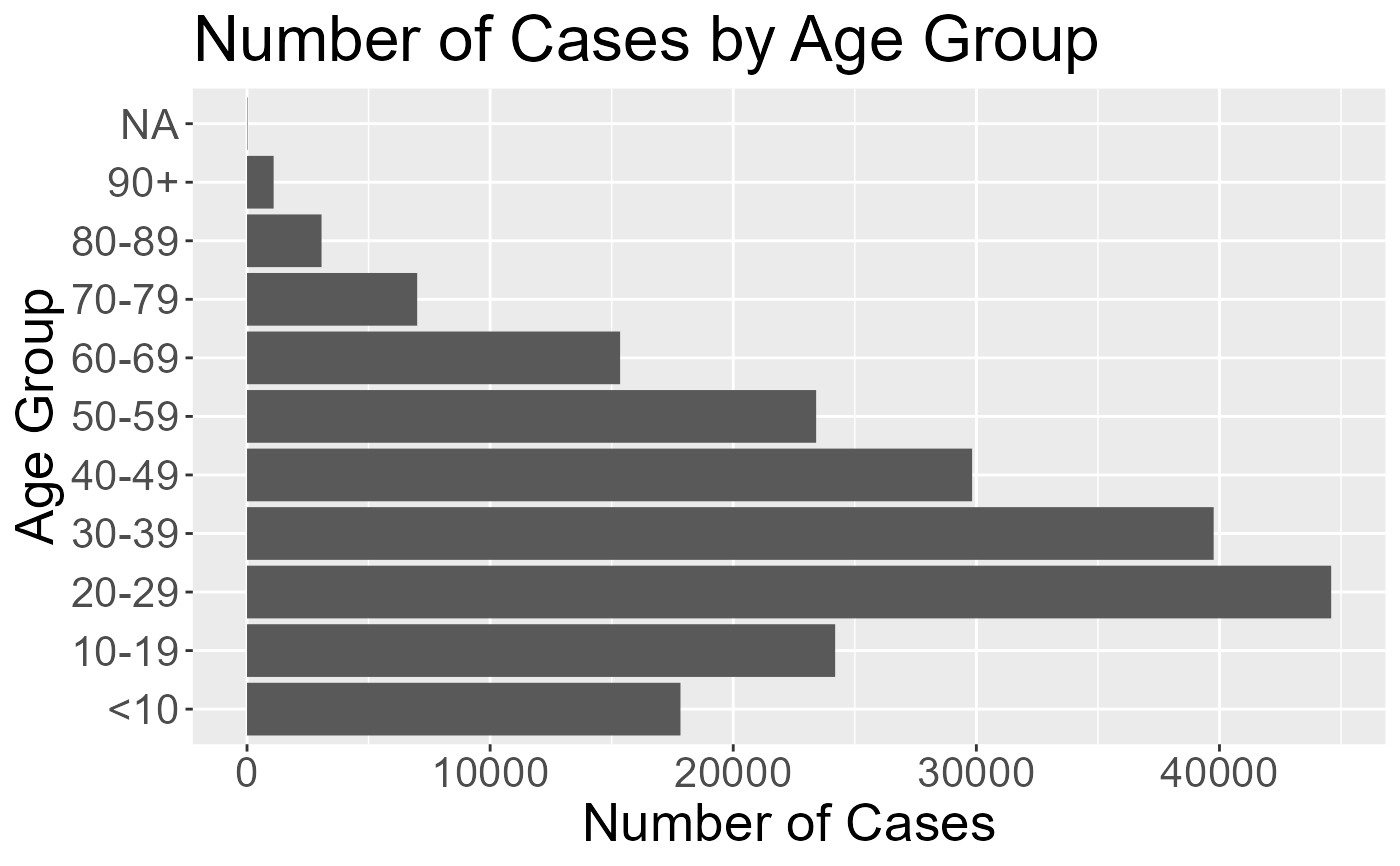 Number of Cases by Age Group
Age Group
NA
90+
80-89
70-79
60-69
50-59
40-49
30-39
20-29
10-19
<10
0 10000 20000 30000 40000
Number of Cases